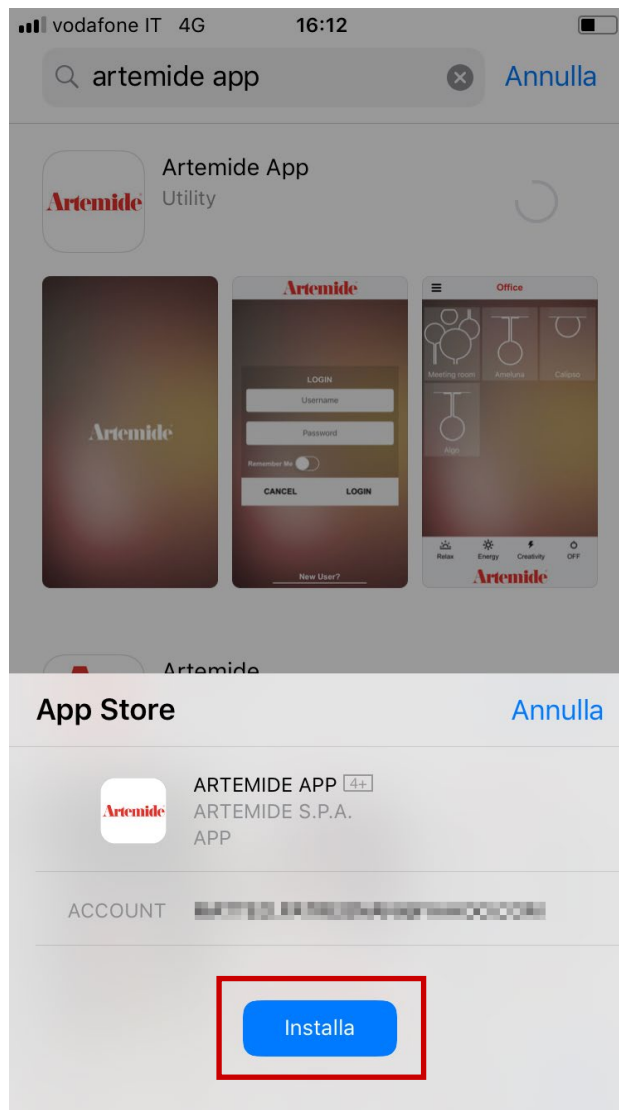 vodafone IT 4G 16:12
artemide app Annulla
Artemide App
Artemide
Utility
Artemide
Artemide
LOGIN
Username
Password
Remember Me
CANCEL LOGIN
New User?
Office
Meeting room Ameluna Calipso
Algo
Relax Energy Creativity OFF
Artemide
Artemide
App Store Annulla
ARTEMIDE APP 4+
Artemide
ARTEMIDE S.P.A.
APP
ACCOUNT
Installa